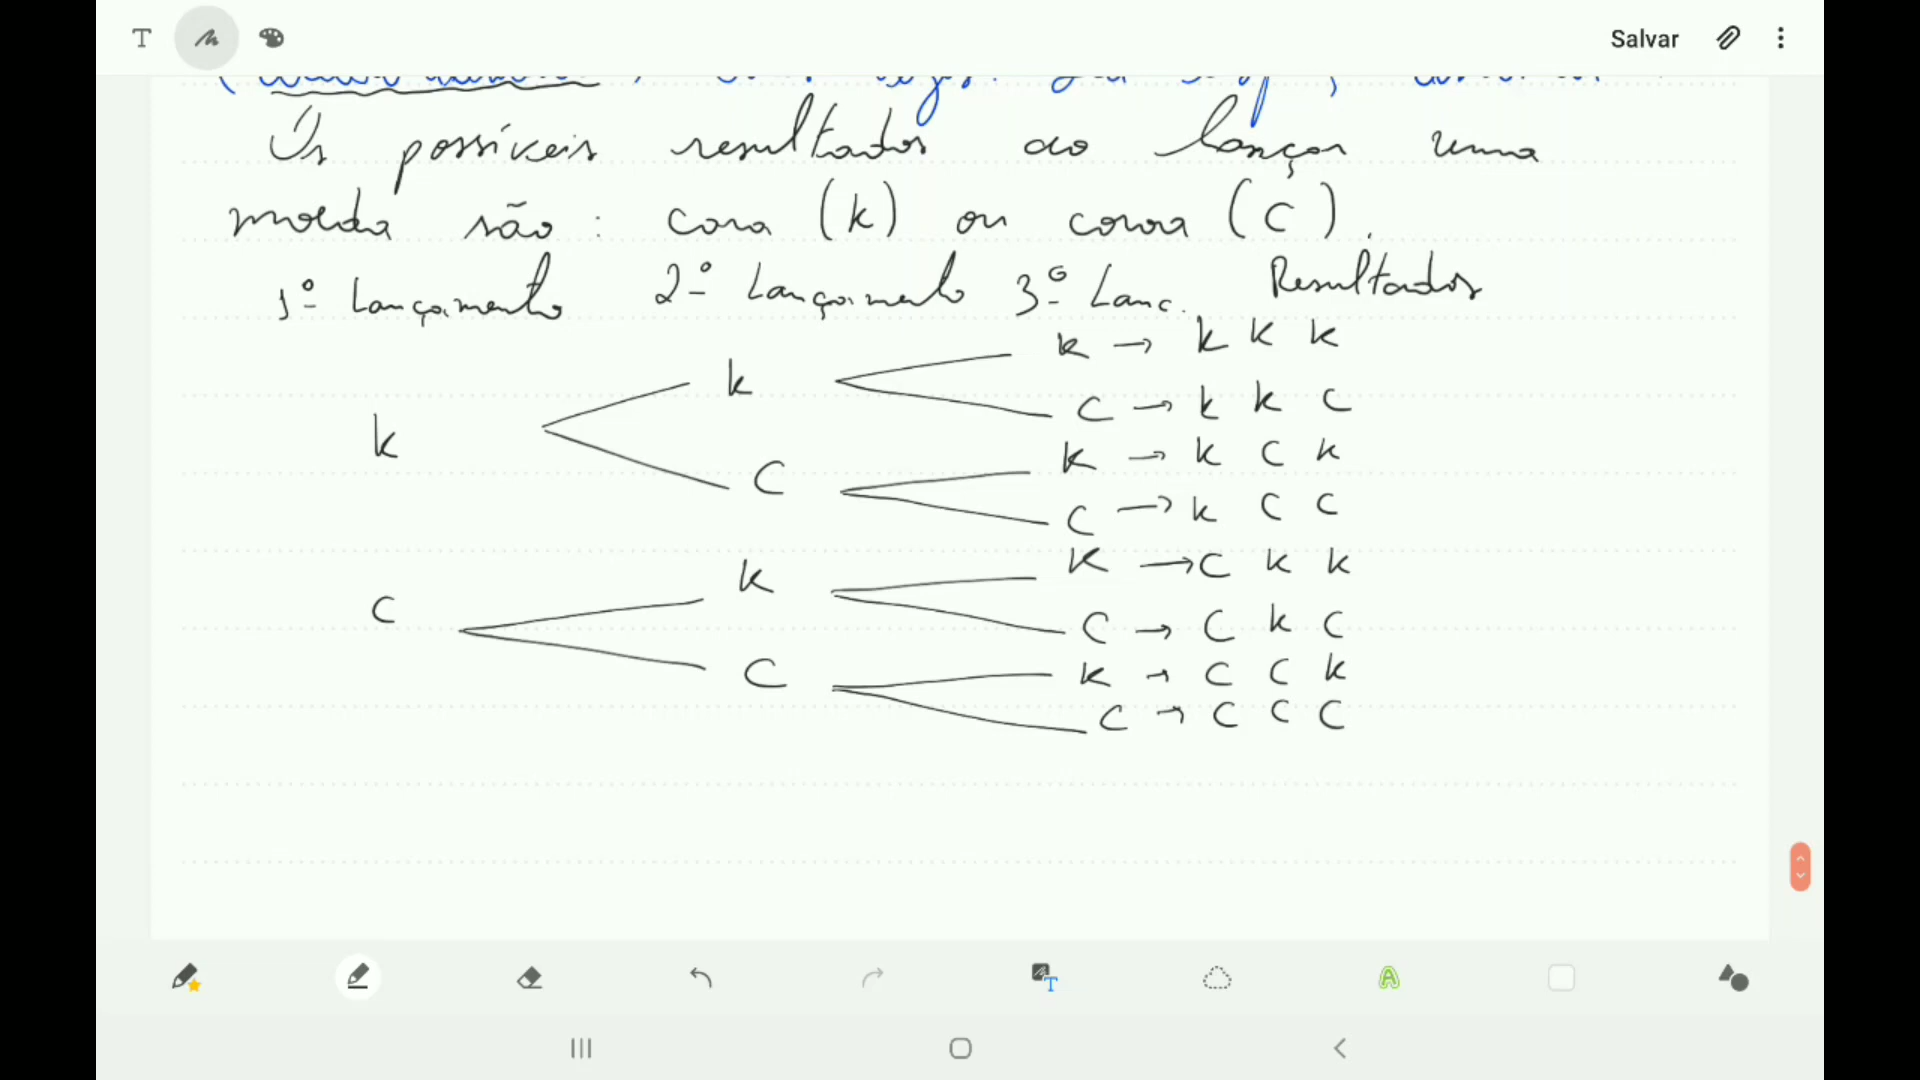 Salvar
Os possíveis resultados ao lançar uma
moeda são: cara (k) ou coroa (C).
1º Lançamento 2º Lançamento 3º Lanc. Resultados
k → k k k
k
C → k k C
k
k → k C k
C
C → k C C
k → C k k
k
C
C → C k C
C
k → C C k
C → C C C